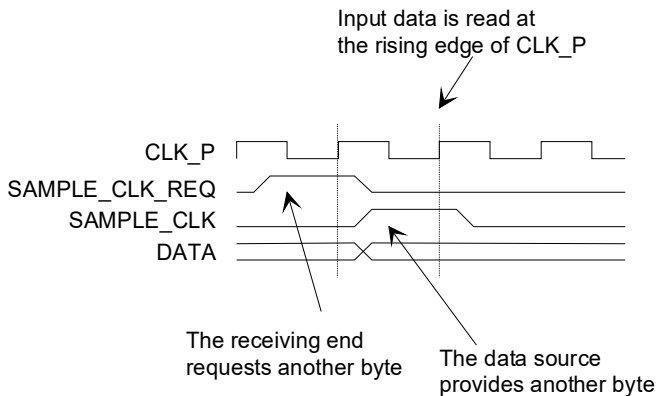 Input data is read at
the rising edge of CLK_P
CLK_P
SAMPLE_CLK_REQ
SAMPLE_CLK
DATA
The receiving end
requests another byte
The data source
provides another byte